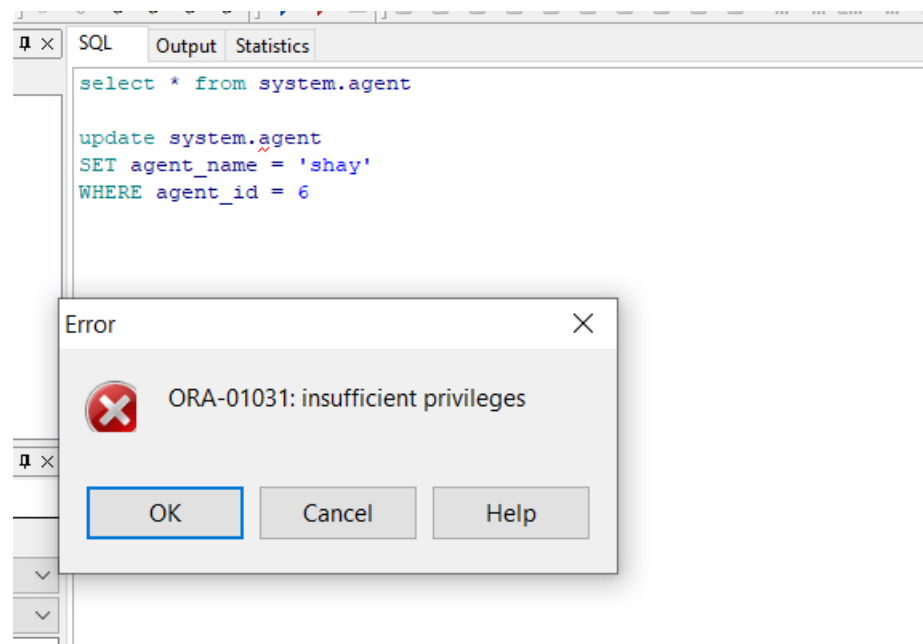 SQL Output Statistics
select * from system.agent
update system.agent
SET agent_name = 'shay'
WHERE agent_id = 6
Error
ORA-01031: insufficient privileges
OK Cancel Help